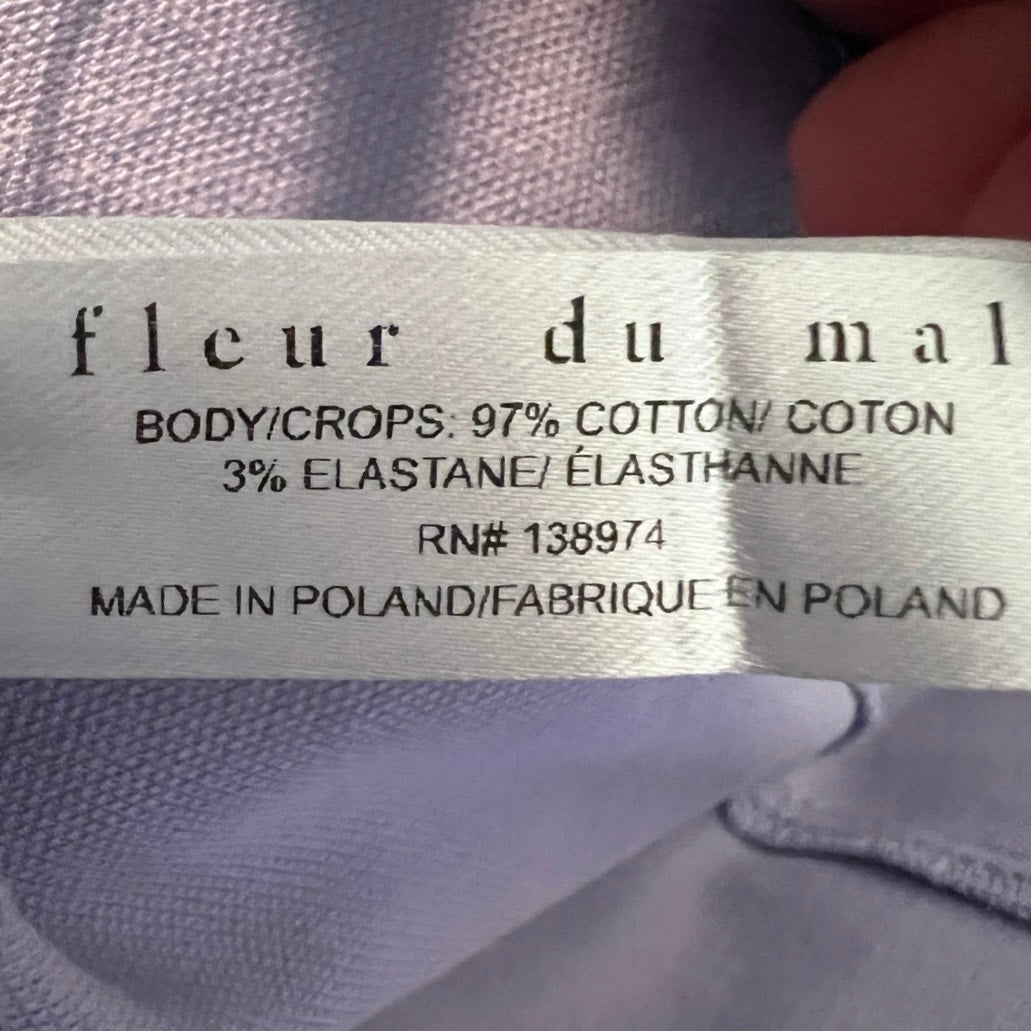 fleur du mal
BODY/CROPS: 97% COTTON/ COTON
3% ELASTANE/ ÉLASTHANNE
RN# 138974
MADE IN POLAND/FABRIQUE EN POLAND